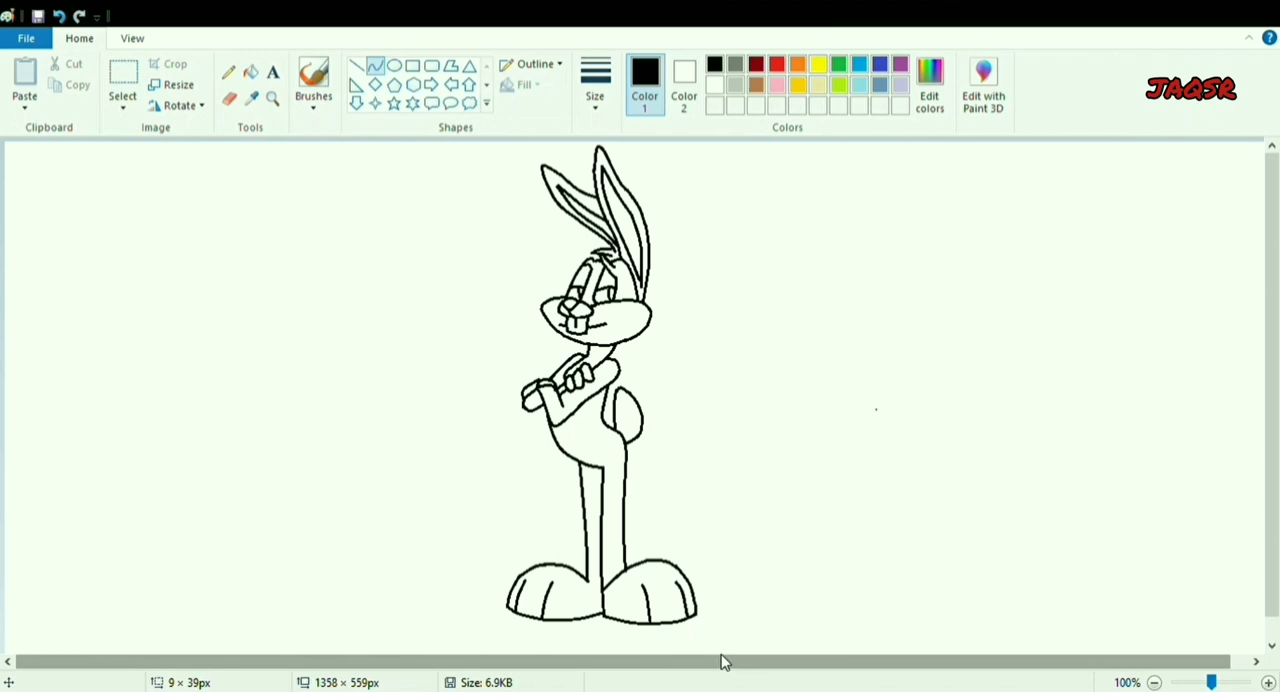 File Home View
Paste
Cut
Copy
Clipboard
Select
Crop
Resize
Rotate
Image
A
Tools
Brushes
Outline
Fill
Shapes
Size
Color
1
Color
2
Edit
colors
Edit with
Paint 3D
Colors
JAQSR
9 × 39px
1358 × 559px
Size: 6.9KB
100%